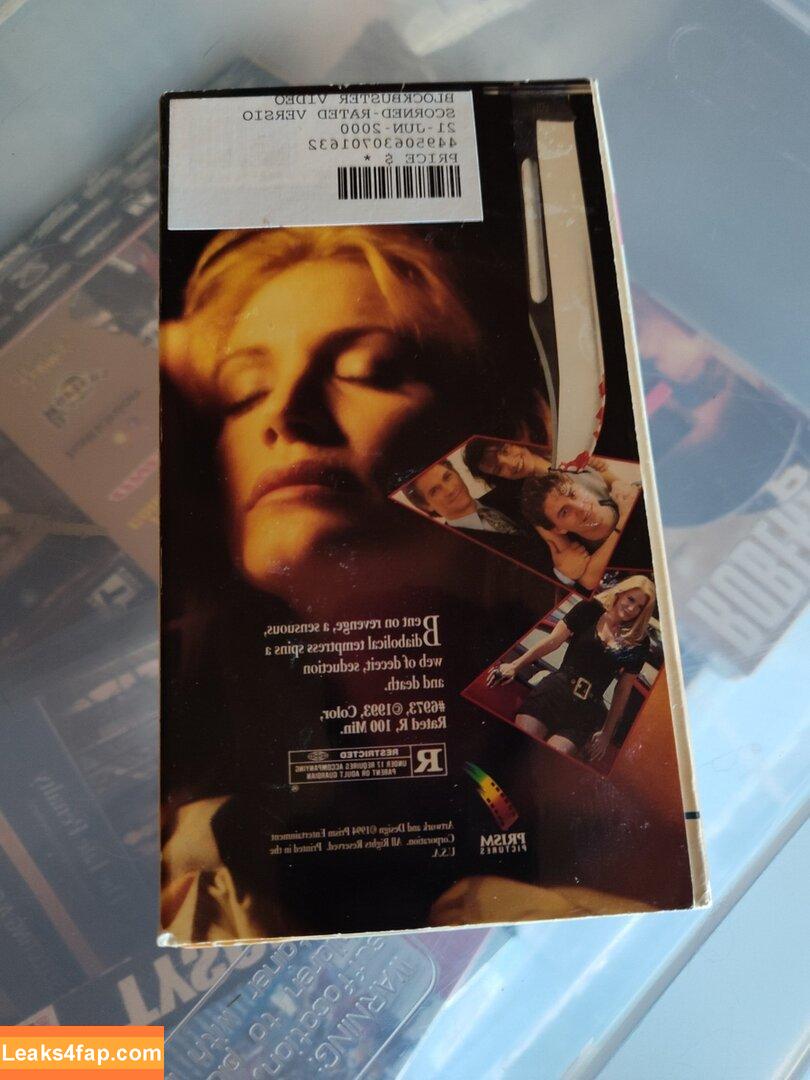 BLOCKBUSTER VIDEO
SCORNED-RATED VERSIO
21-JUN-2000
44950630701632
PRICE $ *
Bent on revenge, a sensuous,
diabolical temptress spins a
web of deceit, seduction
and death.
#6973, ©1993, Color,
Rated R, 100 Min.
R
RESTRICTED
UNDER 17 REQUIRES ACCOMPANYING
PARENT OR ADULT GUARDIAN
Artwork and Design ©1994 Prism Entertainment
Corporation. All Rights Reserved. Printed in the
U.S.A.
PRISM
PICTURES
WARNING:
Leaks4fap.com